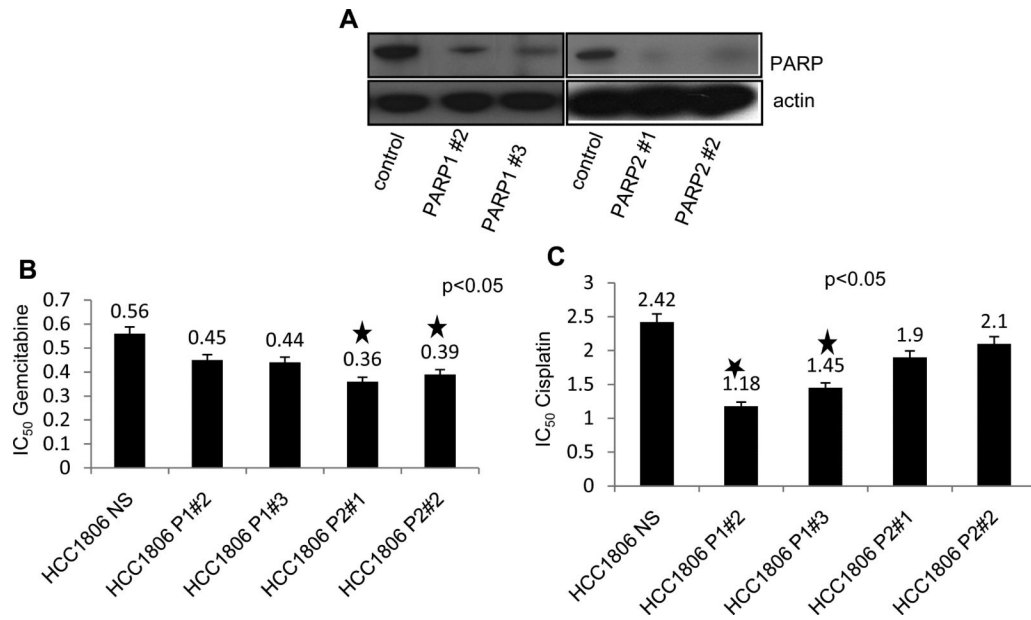 A
PARP
actin
control
PARP1 #2
PARP1 #3
control
PARP2 #1
PARP2 #2
B
p<0.05
IC50 Gemcitabine
0.7
0.6
0.5
0.4
0.3
0.2
0.1
0
0.56
0.45
0.44
0.36
0.39
HCC1806 NS
HCC1806 P1#2
HCC1806 P1#3
HCC1806 P2#1
HCC1806 P2#2
C
p<0.05
IC50 Cisplatin
3
2.5
2
1.5
1
0.5
0
2.42
1.18
1.45
1.9
2.1
HCC1806 NS
HCC1806 P1#2
HCC1806 P1#3
HCC1806 P2#1
HCC1806 P2#2